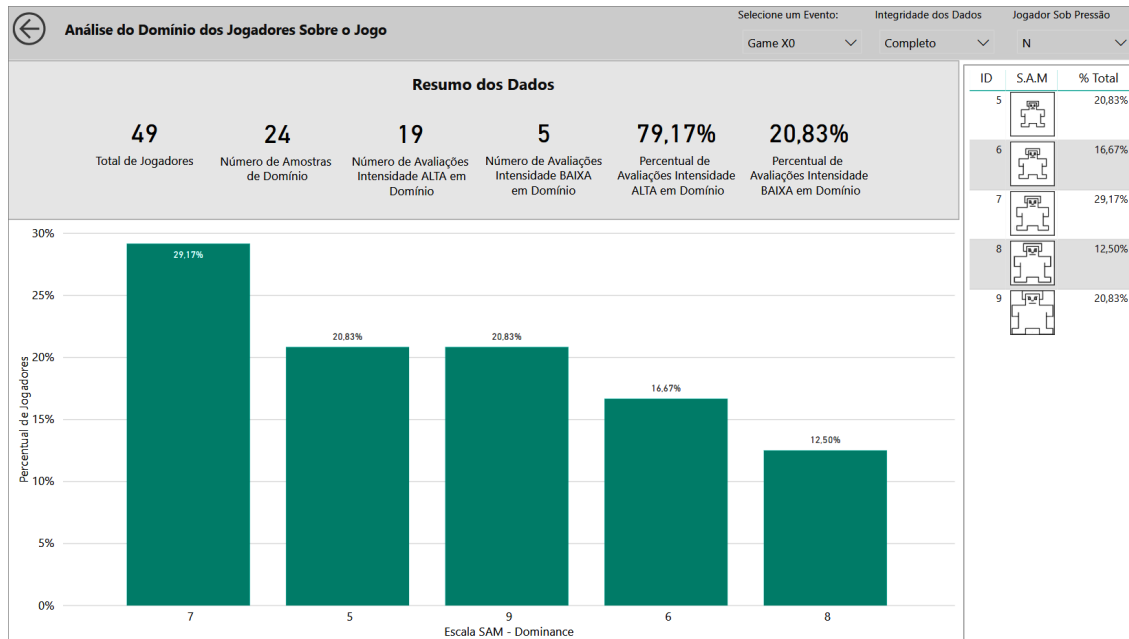 Análise do Domínio dos Jogadores Sobre o Jogo
Selecione um Evento:
Game X0
Integridade dos Dados
Completo
Jogador Sob Pressão
N
Resumo dos Dados
49
Total de Jogadores
24
Número de Amostras
de Domínio
19
Número de Avaliações
Intensidade ALTA em
Domínio
5
Número de Avaliações
Intensidade BAIXA
em Domínio
79,17%
Percentual de
Avaliações Intensidade
ALTA em Domínio
20,83%
Percentual de
Avaliações Intensidade
BAIXA em Domínio
ID S.A.M % Total
5 20,83%
6 16,67%
7 29,17%
8 12,50%
9 20,83%
Percentual de Jogadores
30%
25%
20%
15%
10%
5%
0%
29,17%
20,83%
20,83%
16,67%
12,50%
7 5 9 6 8
Escala SAM - Dominance